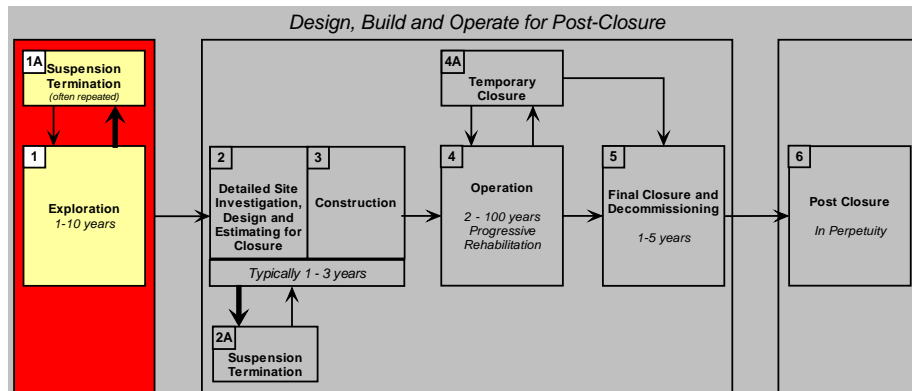 Design, Build and Operate for Post-Closure
1A
Suspension
Termination
(often repeated)
1
Exploration
1-10 years
2
Detailed Site
Investigation,
Design and
Estimating for
Closure
3
Construction
Typically 1 - 3 years
2A
Suspension
Termination
4A
Temporary
Closure
4
Operation
2 - 100 years
Progressive
Rehabilitation
5
Final Closure and
Decommissioning
1-5 years
6
Post Closure
In Perpetuity